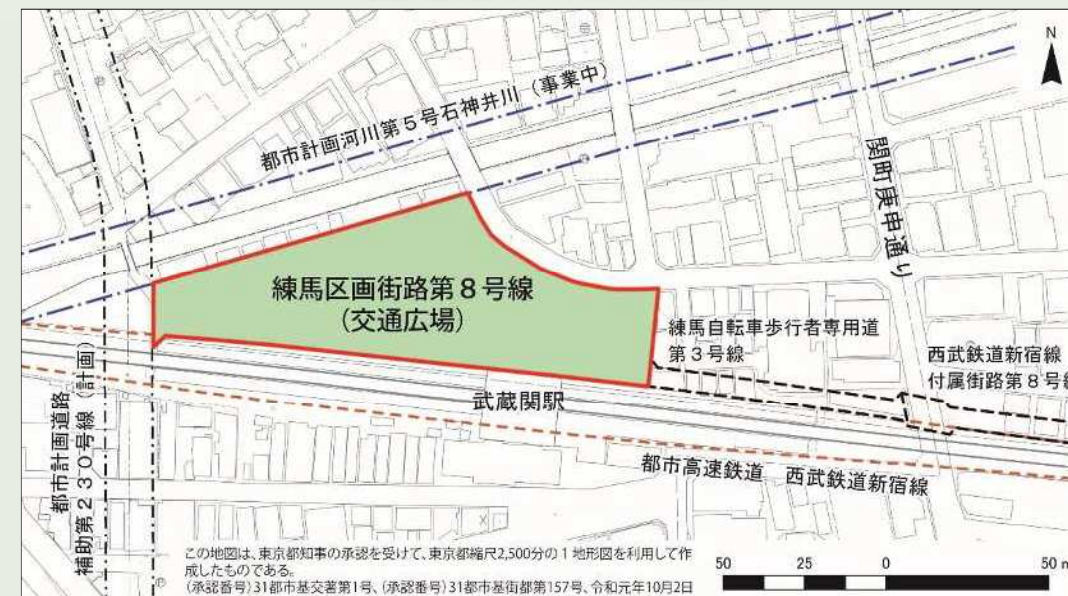 N
都市計画河川第５号石神井川（事業中）
関町庚申通り
練馬区画街路第８号線
（交通広場）
練馬自転車歩行者専用道
第３号線
西武鉄道新宿線
付属街路第８号線
武蔵関駅
都市計画道路
補助第２３０号線（計画）
都市高速鉄道　西武鉄道新宿線
この地図は、東京都知事の承認を受けて、東京都縮尺2,500分の１地形図を利用して作
成したものである。
（承認番号）31都市基交著第1号、（承認番号）31都市基街都第157号、令和元年10月2日
50 25 0 50 m